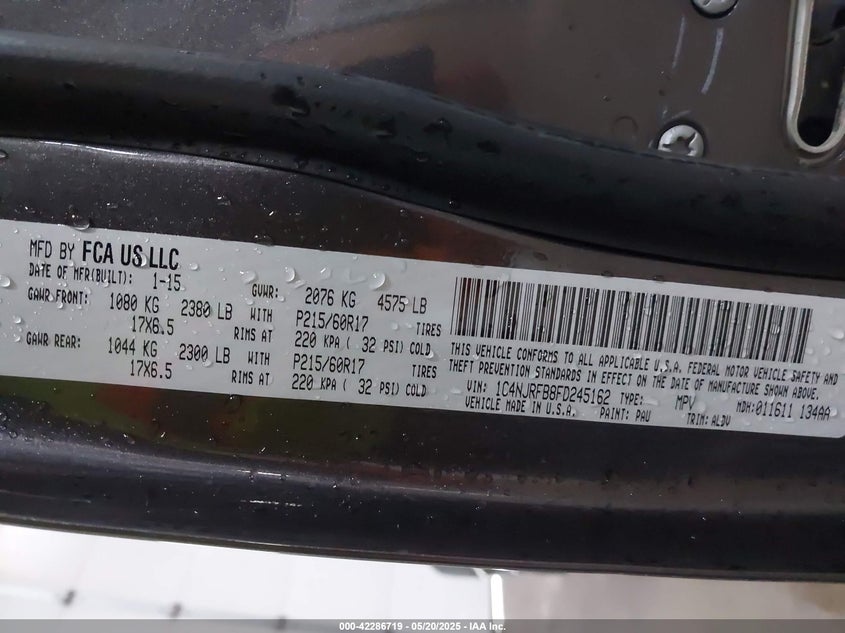 MFD BY FCA US LLC
DATE OF MFR(BUILT): 1-15
GVWR: 2076 KG 4575 LB
GAWR FRONT: 1080 KG 2380 LB WITH P215/60R17 TIRES
17X6.5 RIMS AT 220 KPA ( 32 PSI) COLD
GAWR REAR: 1044 KG 2300 LB WITH P215/60R17 TIRES
17X6.5 RIMS AT 220 KPA ( 32 PSI) COLD
THIS VEHICLE CONFORMS TO ALL APPLICABLE U.S.A. FEDERAL MOTOR VEHICLE SAFETY AND
THEFT PREVENTION STANDARDS IN EFFECT ON THE DATE OF MANUFACTURE SHOWN ABOVE.
VIN: 1C4NJRFB8FD245162 TYPE: MPV MDH:011611 134AA
VEHICLE MADE IN U.S.A. PAINT: PAU TRIM: ALDV
000-42286719 - 05/20/2025 - IAA Inc.